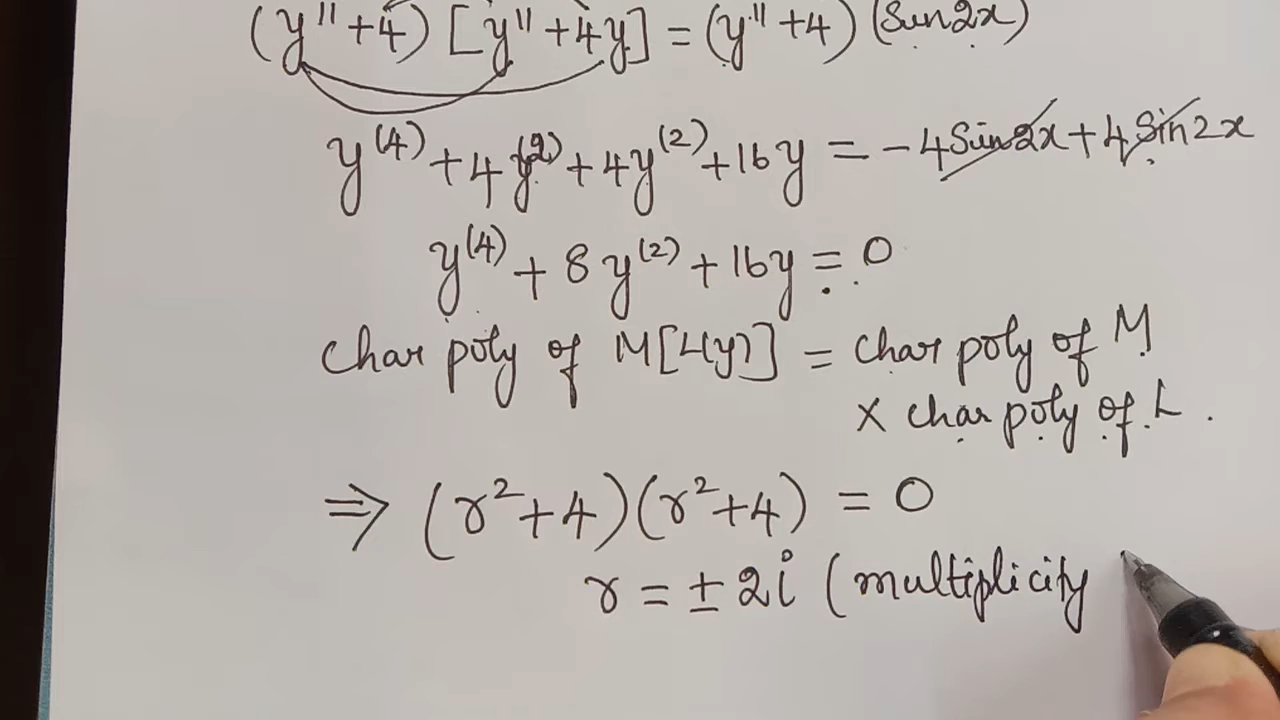 (y'' + 4) [y'' + 4y] = (y'' + 4) (Sin2x)
y^(4) + 4y^(2) + 4y^(2) + 16y = - 4Sin2x + 4Sin2x
y^(4) + 8y^(2) + 16y = 0
Char poly of M[L(y)] = Char poly of M
X char poly of L.
⇒ (r² + 4)(r² + 4) = 0
r = ± 2i (multiplicity